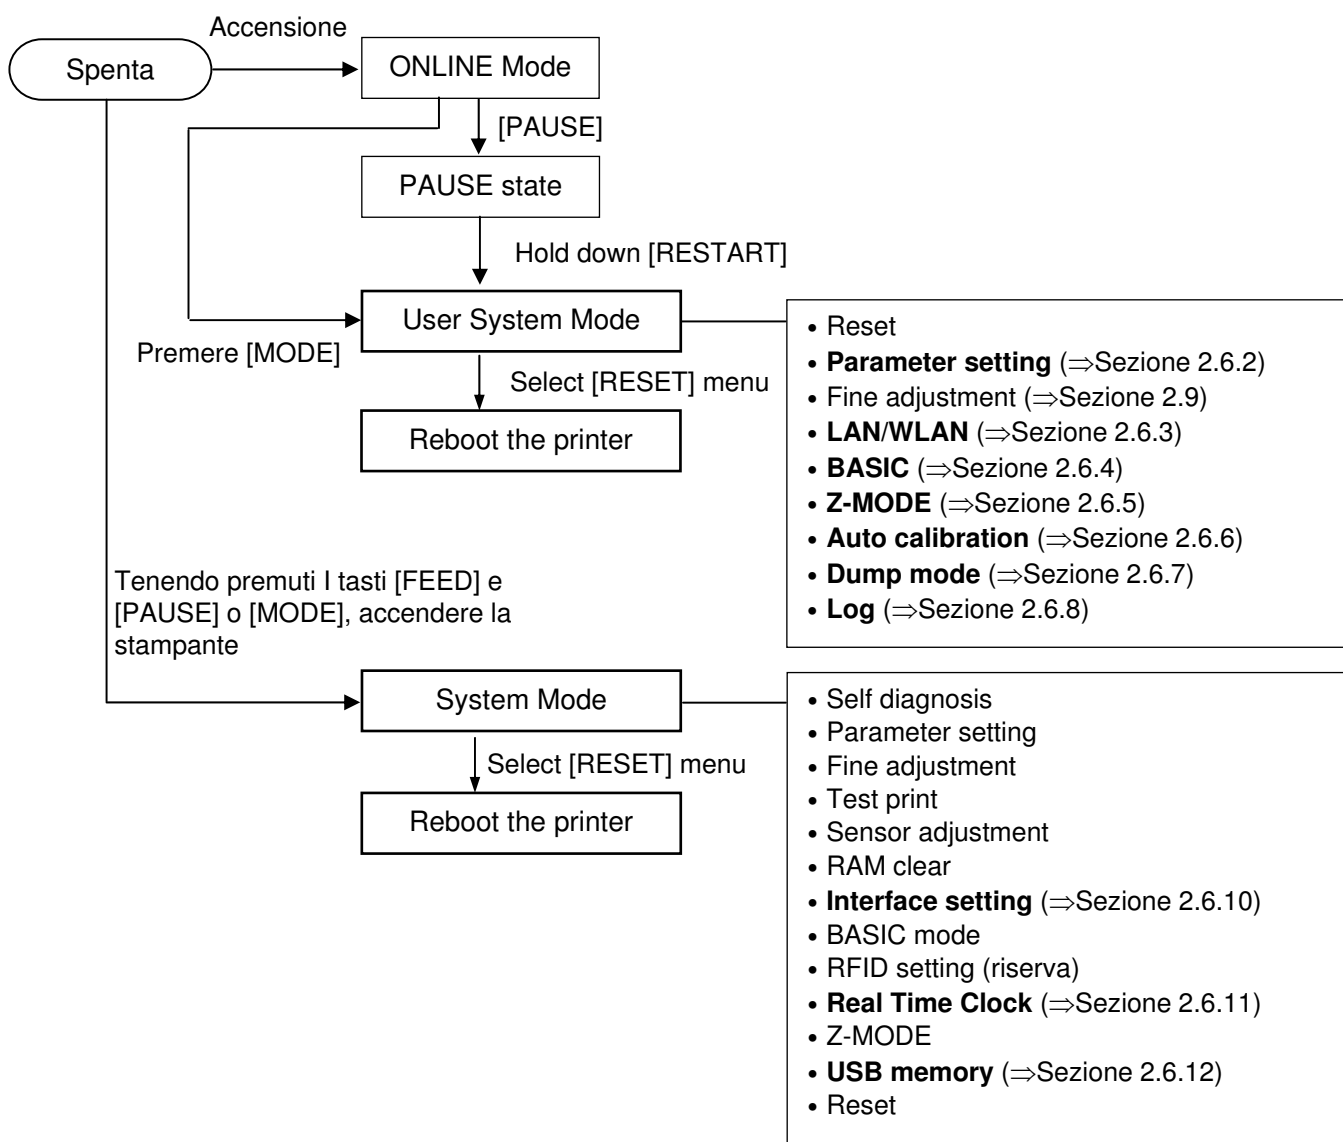 Accensione
Spenta
ONLINE Mode
[PAUSE]
PAUSE state
Hold down [RESTART]
User System Mode
Premere [MODE]
Select [RESET] menu
Reboot the printer
• Reset
• Parameter setting (⇒Sezione 2.6.2)
• Fine adjustment (⇒Sezione 2.9)
• LAN/WLAN (⇒Sezione 2.6.3)
• BASIC (⇒Sezione 2.6.4)
• Z-MODE (⇒Sezione 2.6.5)
• Auto calibration (⇒Sezione 2.6.6)
• Dump mode (⇒Sezione 2.6.7)
• Log (⇒Sezione 2.6.8)
Tenendo premuti I tasti [FEED] e
[PAUSE] o [MODE], accendere la
stampante
System Mode
Select [RESET] menu
Reboot the printer
• Self diagnosis
• Parameter setting
• Fine adjustment
• Test print
• Sensor adjustment
• RAM clear
• Interface setting (⇒Sezione 2.6.10)
• BASIC mode
• RFID setting (riserva)
• Real Time Clock (⇒Sezione 2.6.11)
• Z-MODE
• USB memory (⇒Sezione 2.6.12)
• Reset